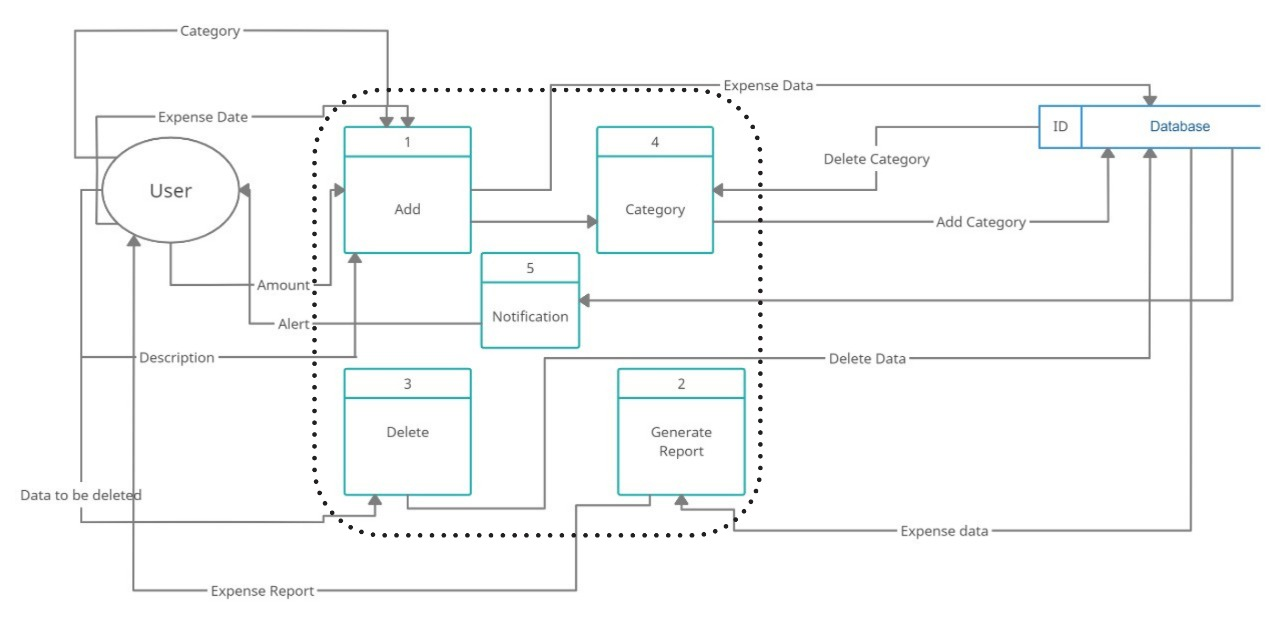 Category
Expense Data
Expense Date
ID
Database
1
4
Delete Category
User
Add
Category
Add Category
5
Amount
Notification
Alert
Description
Delete Data
3
2
Delete
Generate
Report
Data to be deleted
Expense data
Expense Report